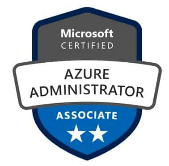 Microsoft
CERTIFIED
AZURE
ADMINISTRATOR
ASSOCIATE